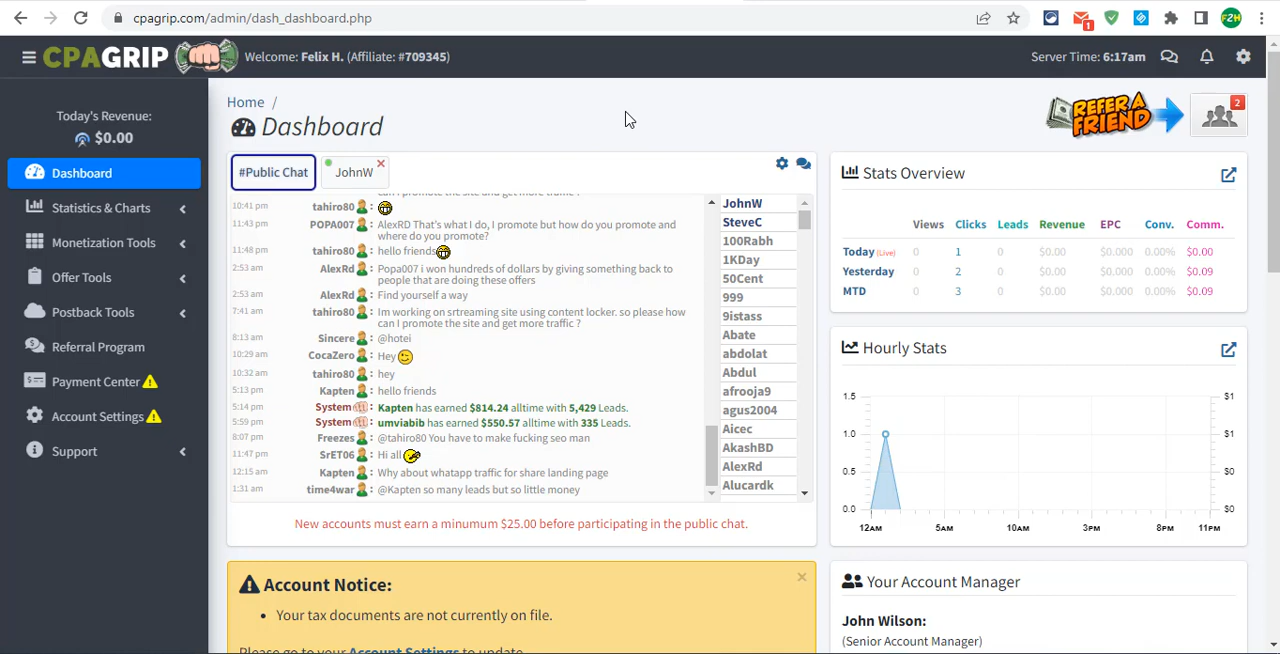 cpagrip.com/admin/dash_dashboard.php
1
F2H
CPAGRIP Welcome: Felix H. (Affiliate: #709345)
Server Time: 6:17am
Today's Revenue:
$0.00
Dashboard
Statistics & Charts
Monetization Tools
Offer Tools
Postback Tools
Referral Program
Payment Center
Account Settings
Support
Home /
Dashboard
REFER A FRIEND
2
#Public Chat
JohnW
10:41 pm tahiro80 :
11:43 pm POPA007 : AlexRD That's what I do, I promote but how do you promote and
where do you promote?
11:48 pm tahiro80 : hello friends
2:53 am AlexRd : Popa007 i won hundreds of dollars by giving something back to
people that are doing these offers
2:53 am AlexRd : Find yourself a way
7:41 am tahiro80 : Im working on srtreaming site using content locker. so please how
can I promote the site and get more traffic ?
8:13 am Sincere : @hotei
10:29 am CocaZero : Hey
10:32 am tahiro80 : hey
5:13 pm Kapten : hello friends
5:14 pm System : Kapten has earned $814.24 alltime with 5,429 Leads.
5:59 pm System : umviabib has earned $550.57 alltime with 335 Leads.
8:07 pm Freezes : @tahiro80 You have to make fucking seo man
11:47 pm SrET06 : Hi all
12:15 am Kapten : Why about whatapp traffic for share landing page
1:31 am time4war : @Kapten so many leads but so little money
JohnW
SteveC
100Rabh
1KDay
50Cent
999
9istass
Abate
abdolat
Abdul
afrooja9
agus2004
Aicec
AkashBD
AlexRd
Alucardk
New accounts must earn a minumum $25.00 before participating in the public chat.
Account Notice:
• Your tax documents are not currently on file.
Please go to your Account Settings to update.
Stats Overview
Views Clicks Leads Revenue EPC Conv. Comm.
Today (Live) 0 1 0 $0.00 $0.000 0.00% $0.00
Yesterday 0 2 0 $0.00 $0.000 0.00% $0.09
MTD 0 3 0 $0.00 $0.000 0.00% $0.09
Hourly Stats
1.5 $1
1.0 $1
0.5 $0
0.0 $0
12AM 5AM 10AM 3PM 8PM 11PM
Your Account Manager
John Wilson:
(Senior Account Manager)